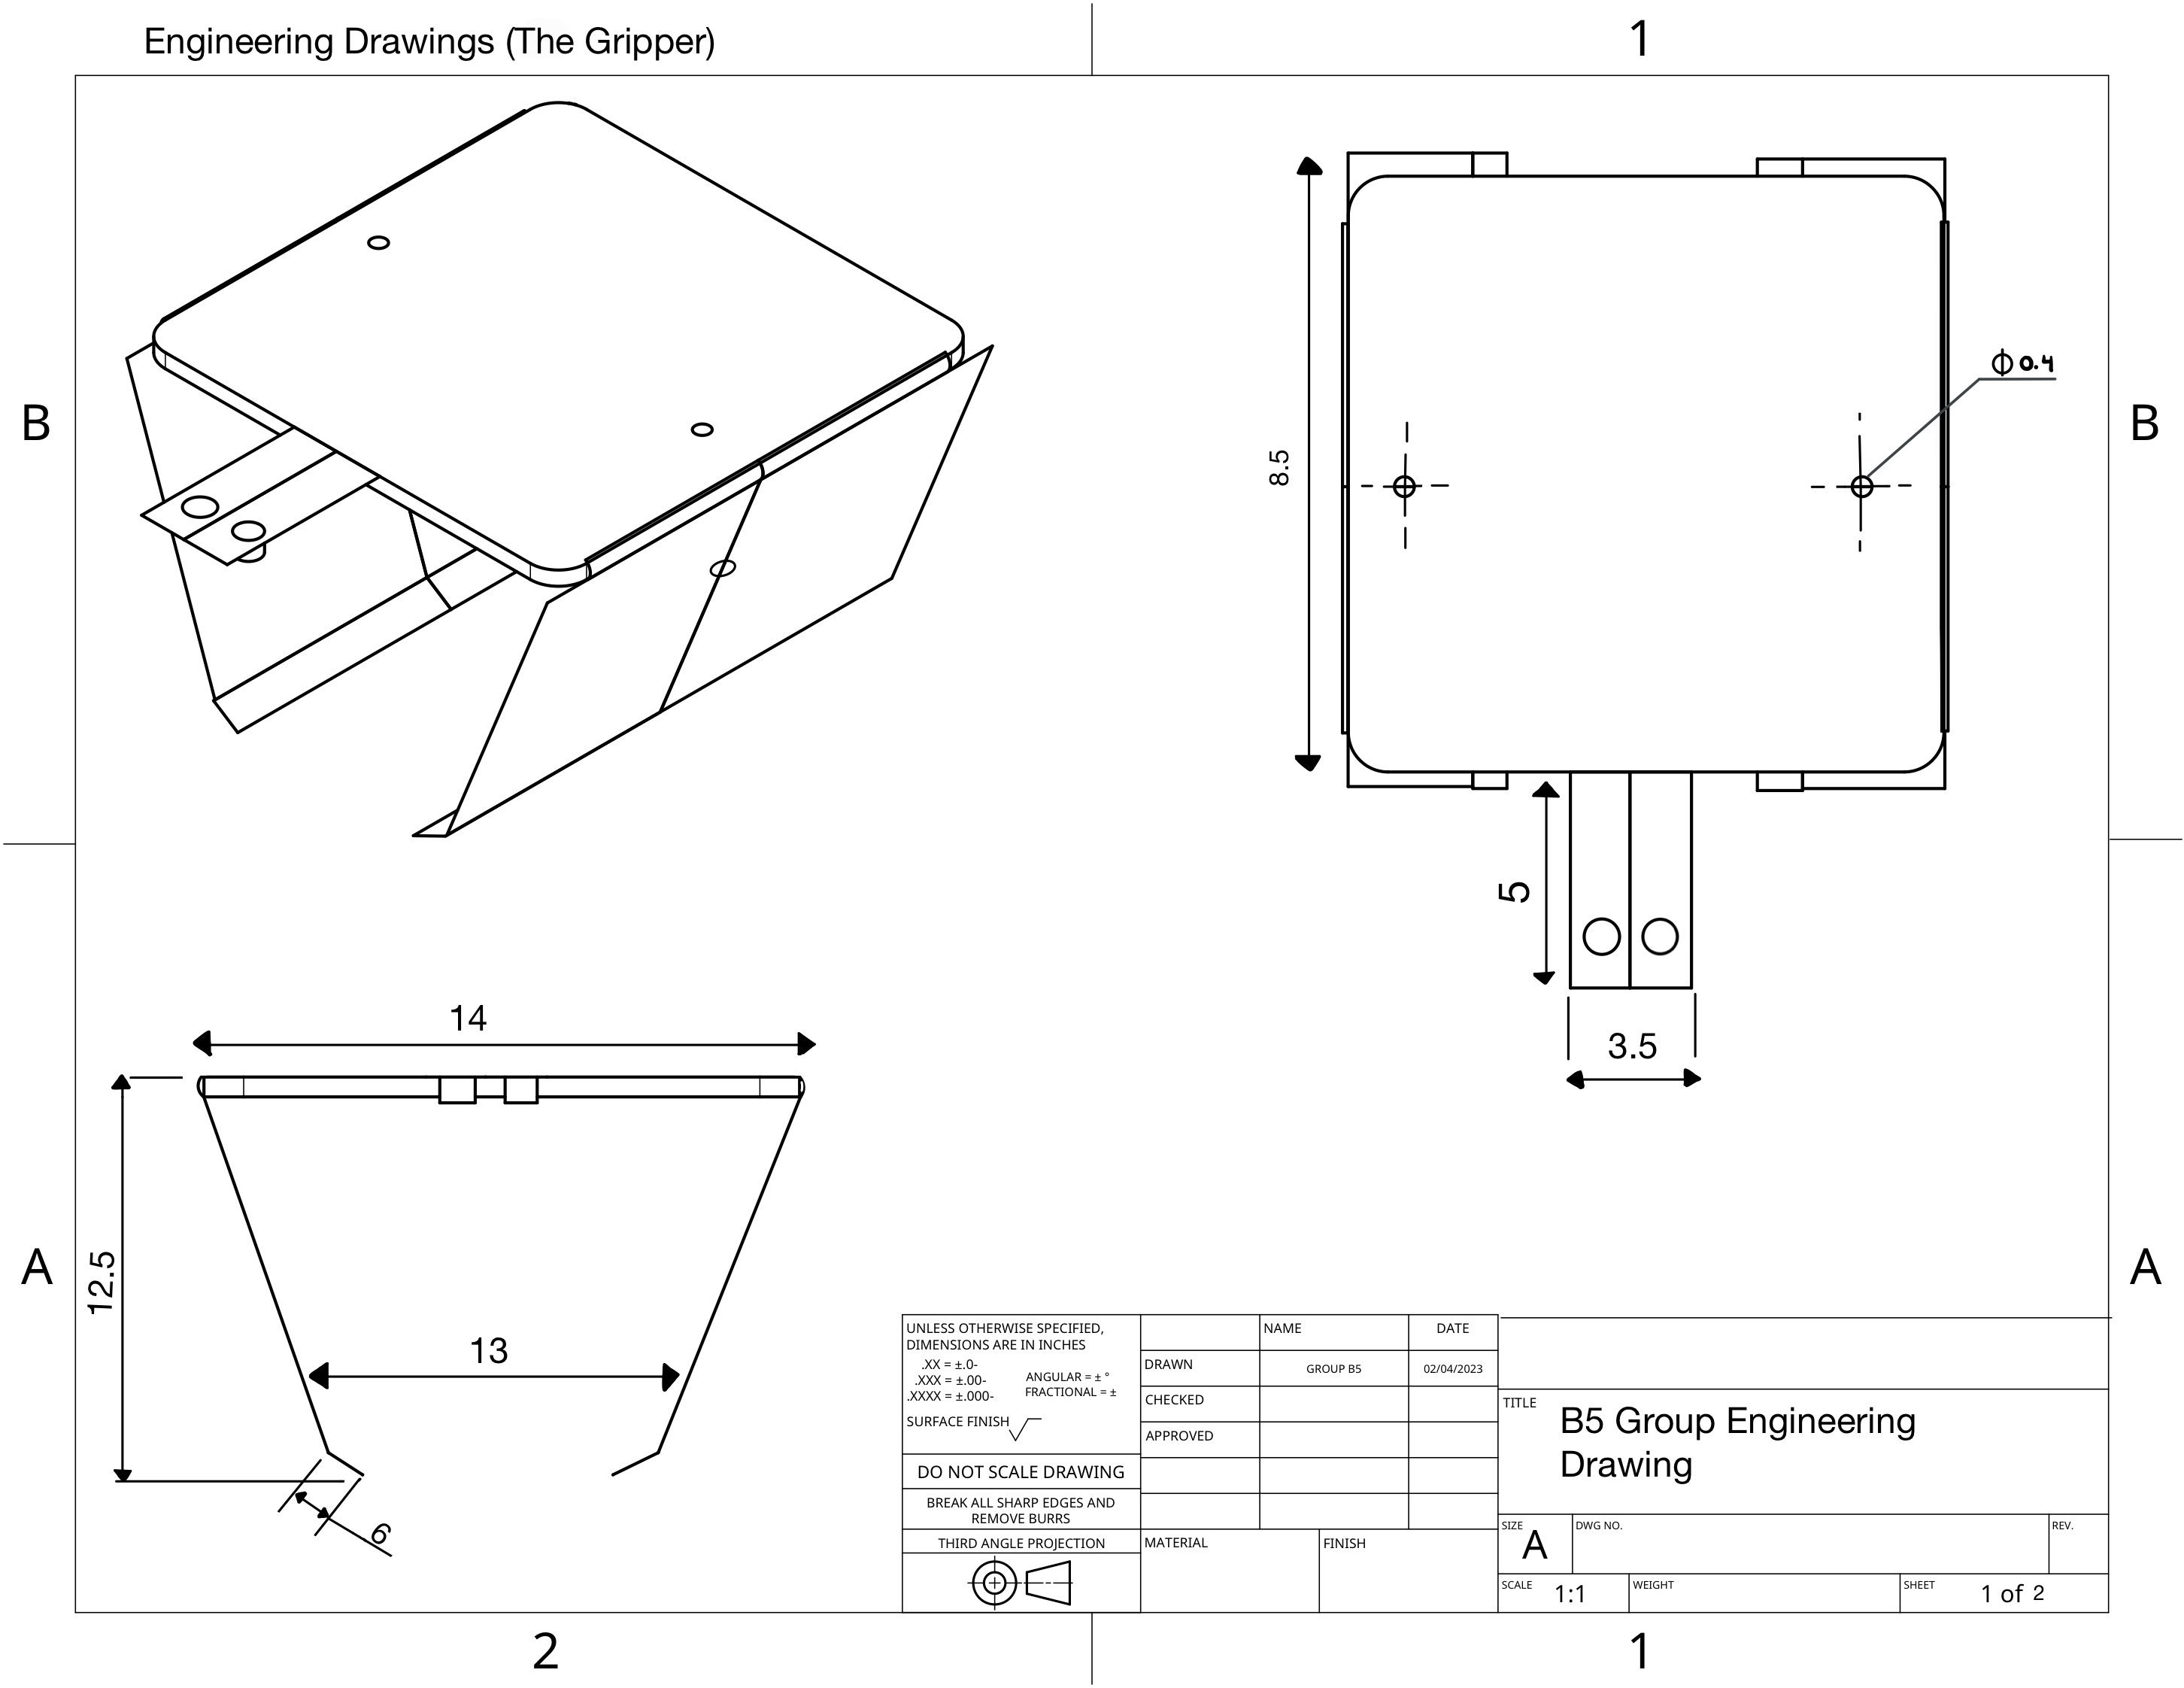 Engineering Drawings (The Gripper)
1
B
B
8.5
Φ 0.4
5
3.5
14
12.5
13
6
A
A
UNLESS OTHERWISE SPECIFIED,
DIMENSIONS ARE IN INCHES
.XX = ±.0-
.XXX = ±.00-
.XXXX = ±.000-
ANGULAR = ± °
FRACTIONAL = ±
SURFACE FINISH
DO NOT SCALE DRAWING
BREAK ALL SHARP EDGES AND
REMOVE BURRS
THIRD ANGLE PROJECTION
NAME
DATE
DRAWN
GROUP B5
02/04/2023
CHECKED
APPROVED
MATERIAL
FINISH
TITLE
B5 Group Engineering
Drawing
SIZE
A
DWG NO.
REV.
SCALE
1:1
WEIGHT
SHEET
1 of 2
2
1